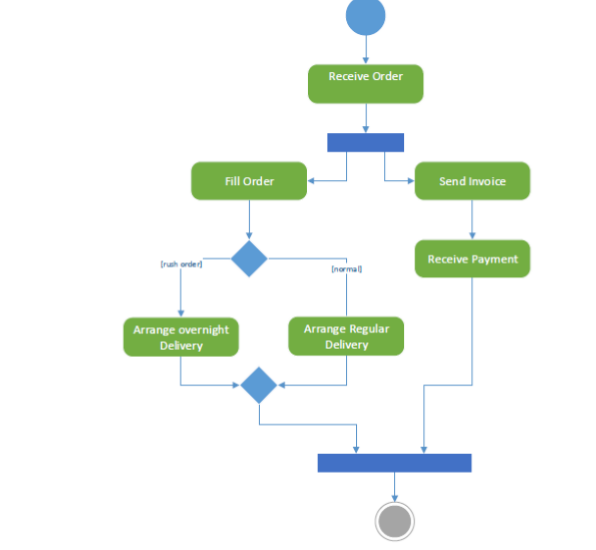 Receive Order
Fill Order
Send Invoice
[rush order]
[normal]
Receive Payment
Arrange overnight
Delivery
Arrange Regular
Delivery